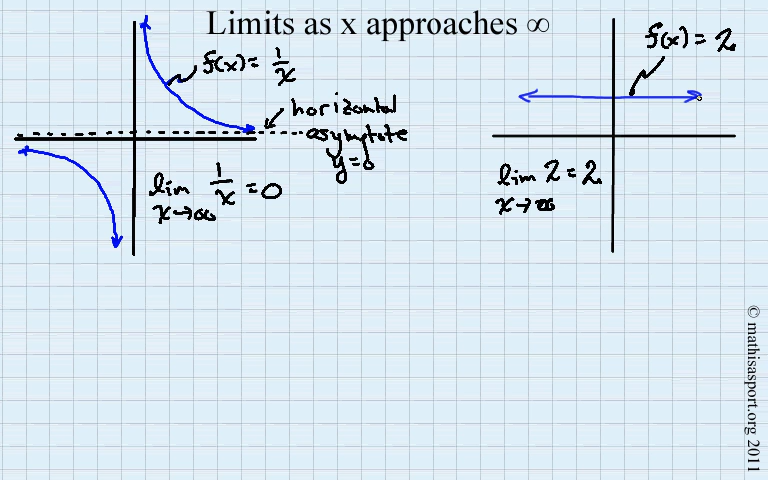 Limits as x approaches ∞
f(x) = 1/x
horizontal
asymptote
y=0
lim 1/x = 0
x→∞
f(x) = 2
lim 2 = 2
x→∞
© mathisasport.org 2011